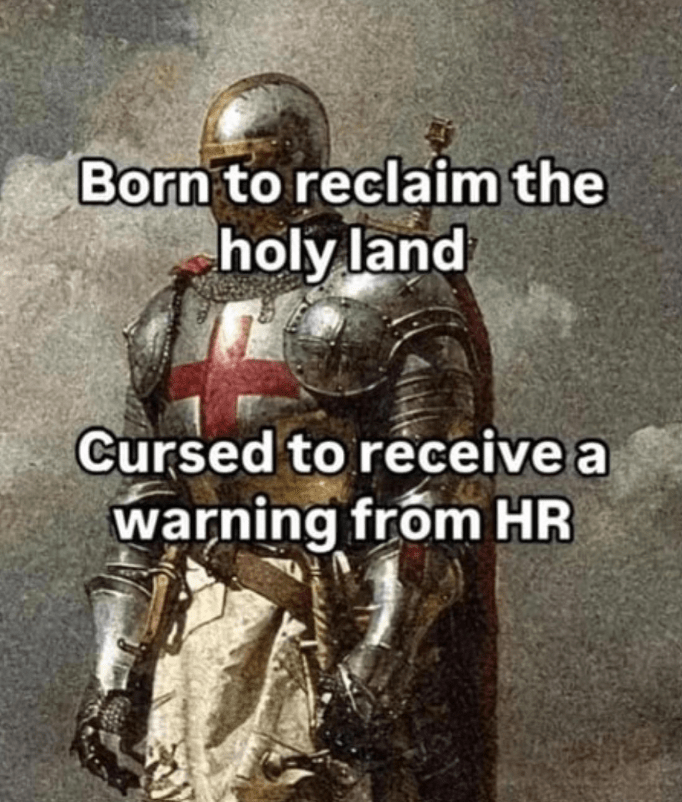 Born to reclaim the
holy land
Cursed to receive a
warning from HR